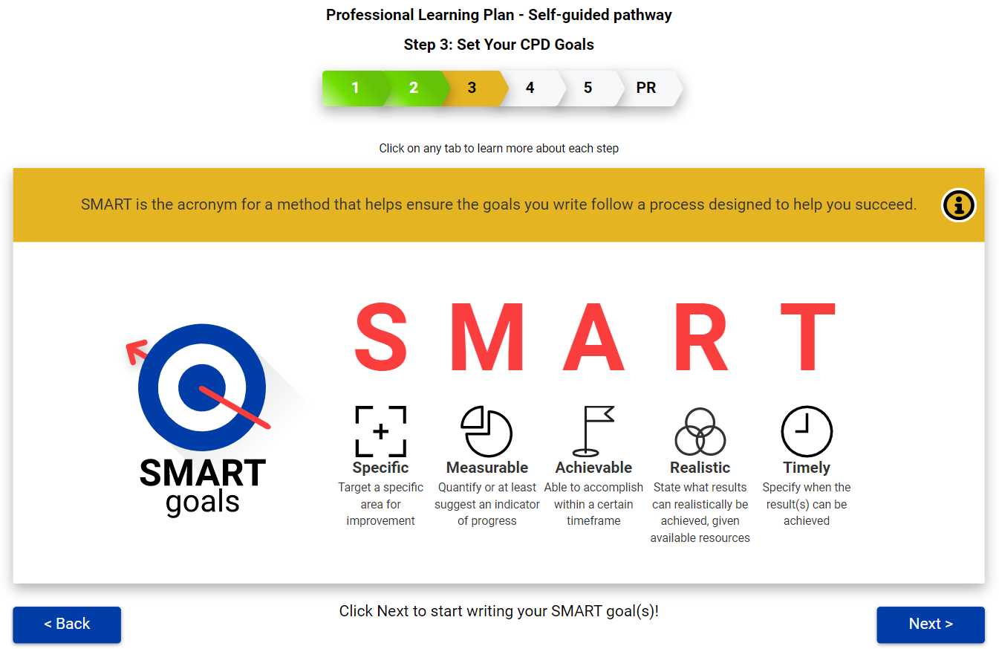 Professional Learning Plan - Self-guided pathway
Step 3: Set Your CPD Goals
1 2 3 4 5 PR
Click on any tab to learn more about each step
SMART is the acronym for a method that helps ensure the goals you write follow a process designed to help you succeed.
SMART
goals
S M A R T
Specific
Target a specific
area for
improvement
Measurable
Quantify or at least
suggest an indicator
of progress
Achievable
Able to accomplish
within a certain
timeframe
Realistic
State what results
can realistically be
achieved, given
available resources
Timely
Specify when the
result(s) can be
achieved
< Back
Click Next to start writing your SMART goal(s)!
Next >